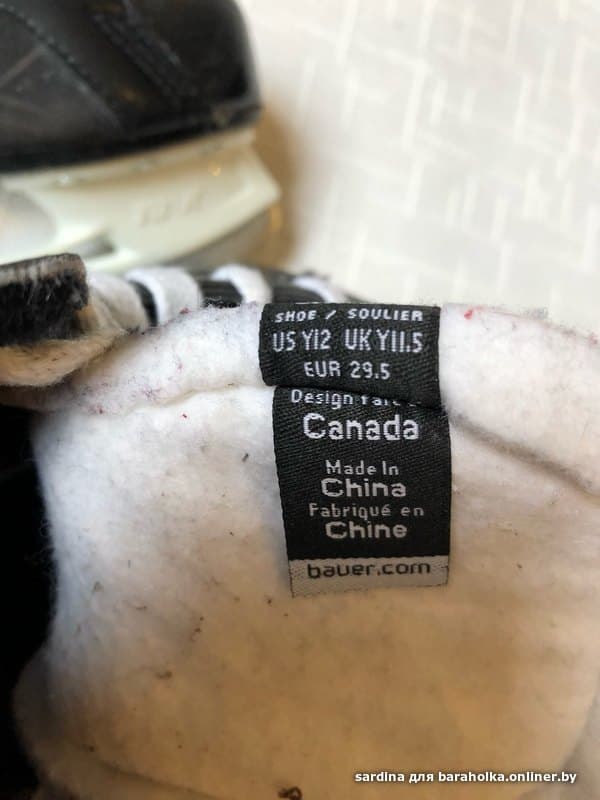 SHOE / SOULIER
US Y12 UK Y11.5
EUR 29.5
Design
Canada
Made In
China
Fabriqué en
Chine
bauer.com
sardina для baraholka.onliner.by